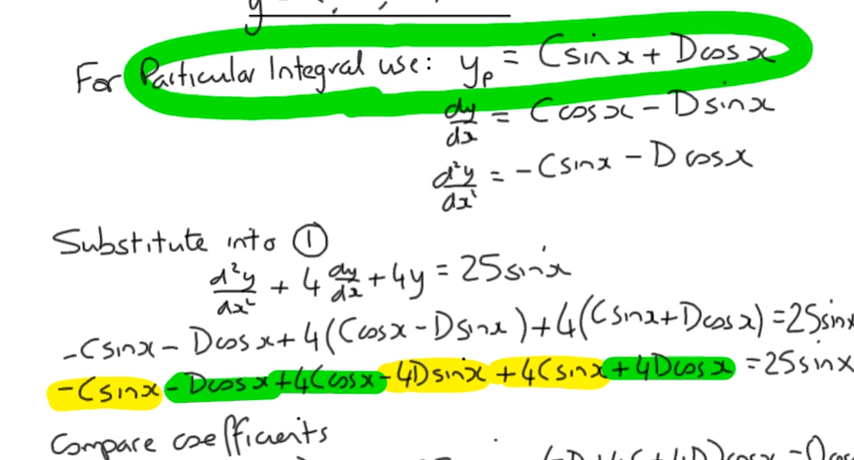 y
For Particular Integral use: yₚ = Csin x + Dcos x
dy/dx = Ccosx - Dsinx
d²y/dx² = -Csinx - Dcosx
Substitute into ①
d²y/dx² + 4 dy/dx + 4y = 25sinx
-Csinx - Dcosx + 4(Ccosx - Dsinx) + 4(Csinx + Dcosx) = 25sinx
-Csinx - Dcosx + 4Ccosx - 4Dsinx + 4Csinx + 4Dcosx = 25sinx
Compare coefficients